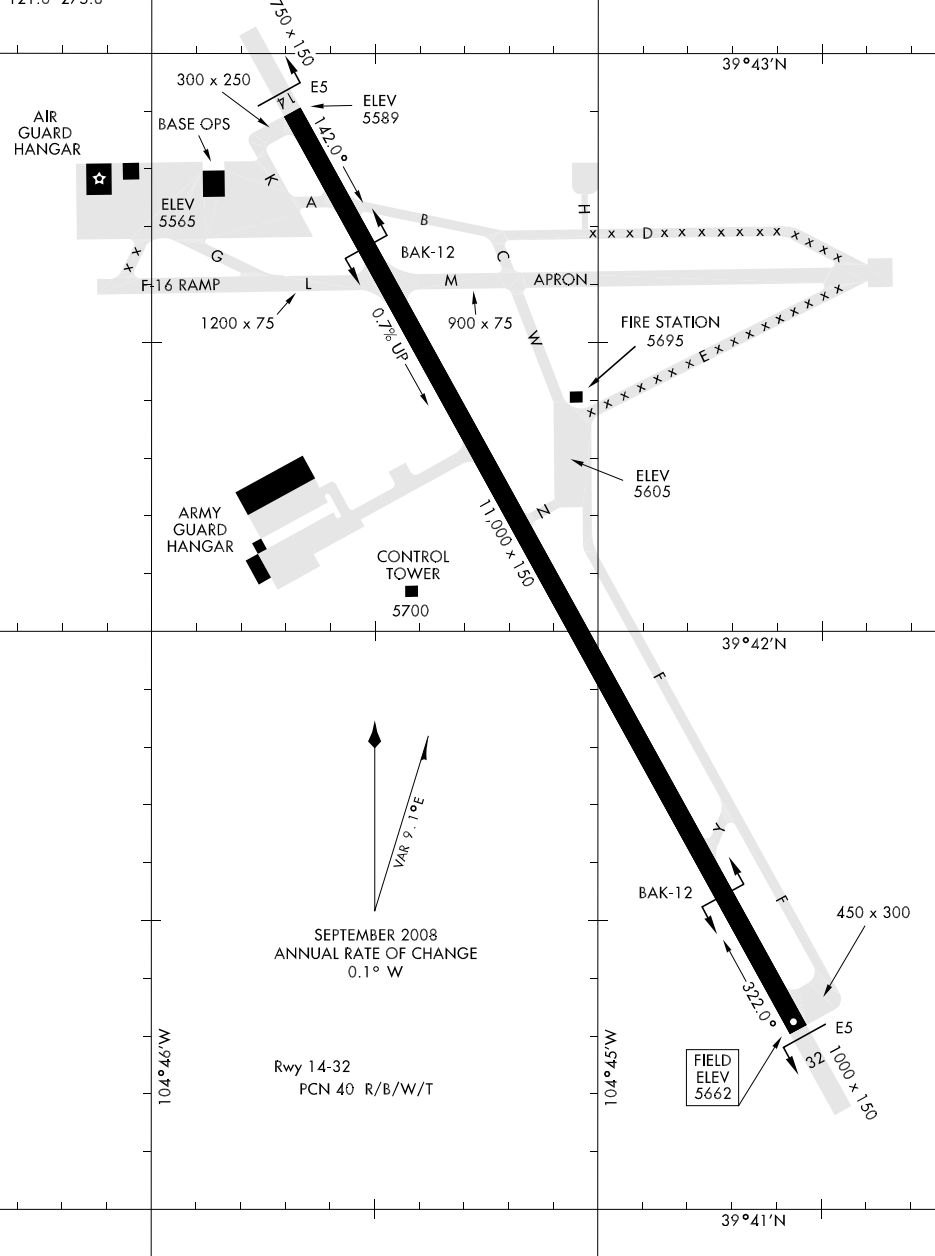 750 x 150
39°43'N
300 x 250
E5
14
ELEV
5589
AIR
GUARD
HANGAR
BASE OPS
142.0°
K
A
B
H
ELEV
5565
D
x x x x x x x x x x x x x x x x
G
C
BAK-12
x x
F-16 RAMP
L
M
APRON
1200 x 75
0.7% UP
900 x 75
W
FIRE STATION
5695
E
x x x x x x x x x x x x x x x x
ELEV
5605
N
11,000 x 150
ARMY
GUARD
HANGAR
CONTROL
TOWER
5700
39°42'N
F
VAR 9.1°E
Y
BAK-12
F
450 x 300
SEPTEMBER 2008
ANNUAL RATE OF CHANGE
0.1° W
322.0°
E5
32
1000 x 150
104°46'W
104°45'W
Rwy 14-32
PCN 40 R/B/W/T
FIELD
ELEV
5662
39°41'N